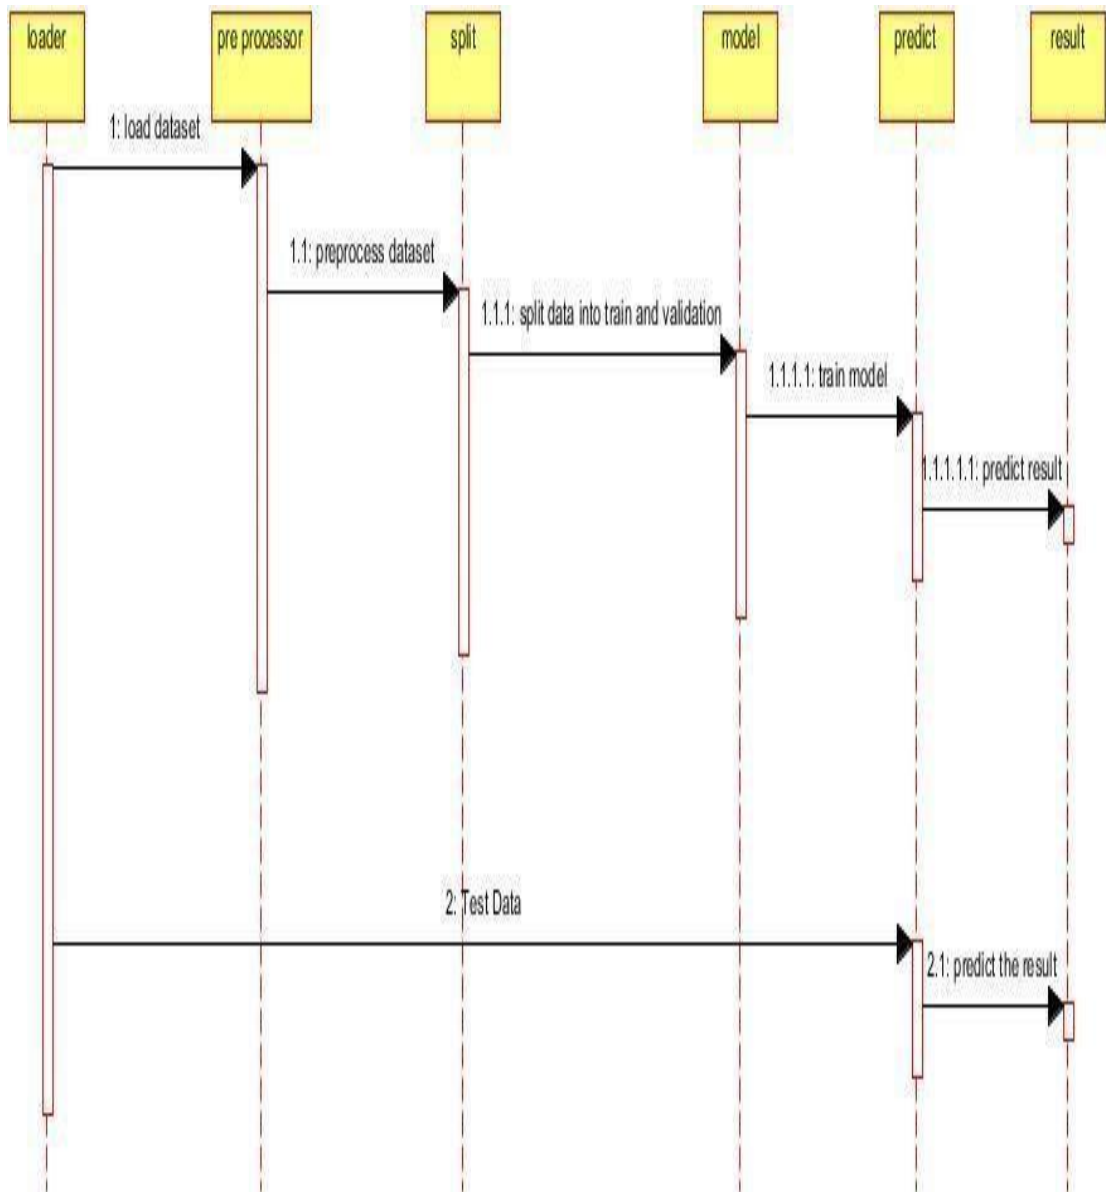 loader
pre processor
split
model
predict
result
1: load dataset
1.1: preprocess dataset
1.1.1: split data into train and validation
1.1.1.1: train model
1.1.1.1.1: predict result
2: Test Data
2.1: predict the result